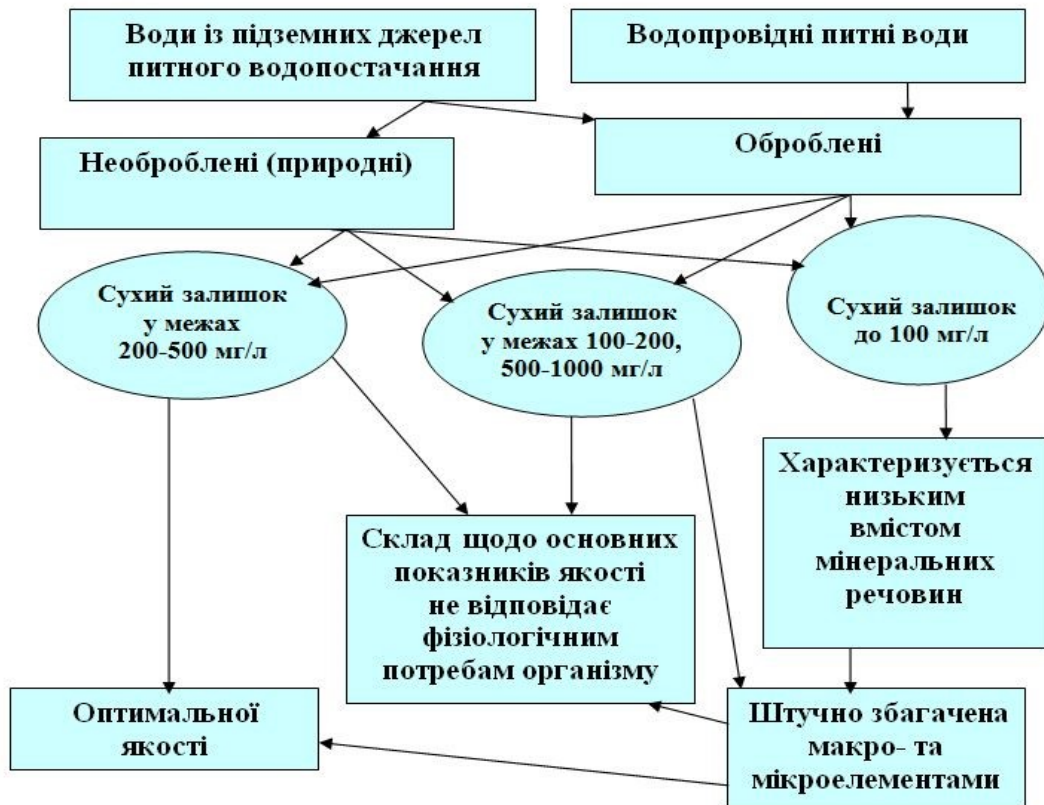 Води із підземних джерел
питного водопостачання
Водопровідні питні води
Необроблені (природні)
Оброблені
Сухий залишок
у межах
200-500 мг/л
Сухий залишок
у межах 100-200,
500-1000 мг/л
Сухий залишок
до 100 мг/л
Характеризується
низьким
вмістом
мінеральних
речовин
Склад щодо основних
показників якості
не відповідає
фізіологічним
потребам організму
Оптимальної
якості
Штучно збагачена
макро- та
мікроелементами